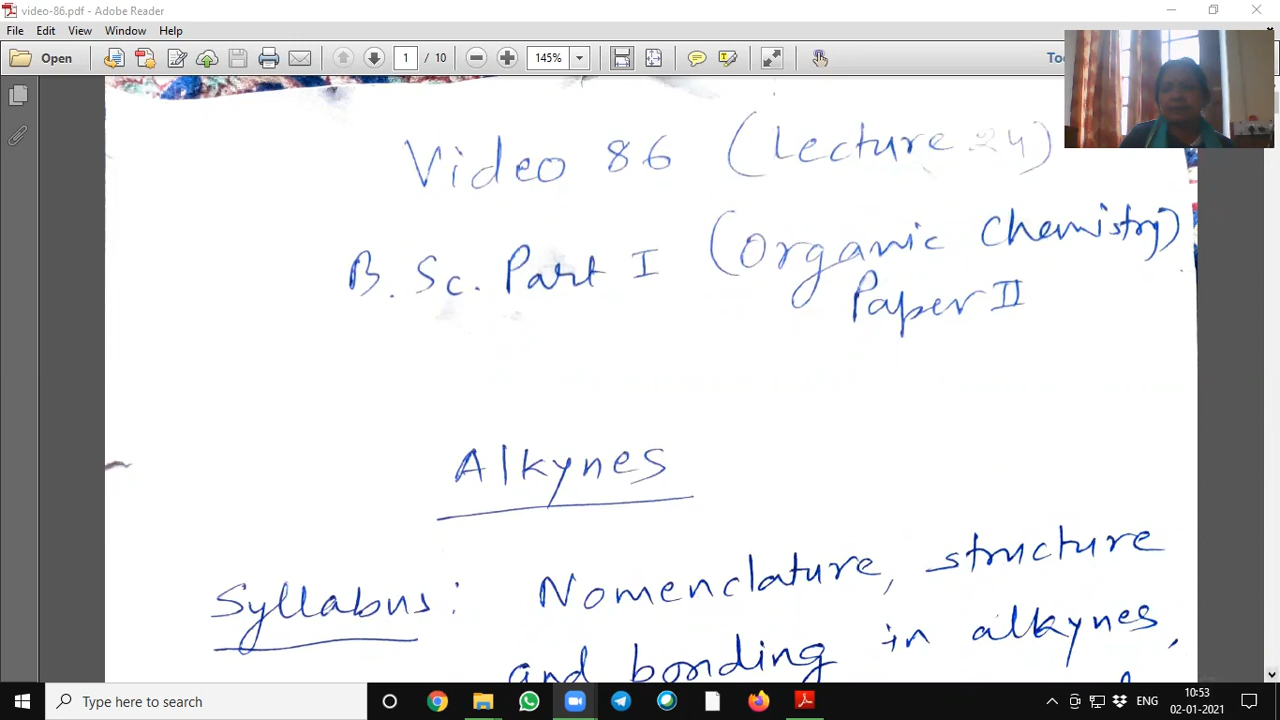 video-86.pdf - Adobe Reader
File Edit View Window Help
Open 1 / 10 145%
Video 86 (Lecture 24)
B.Sc. Part I (Organic Chemistry)
Paper II
Alkynes
Syllabus: Nomenclature, structure
and bonding in alkynes,
Type here to search
ENG
10:53
02-01-2021